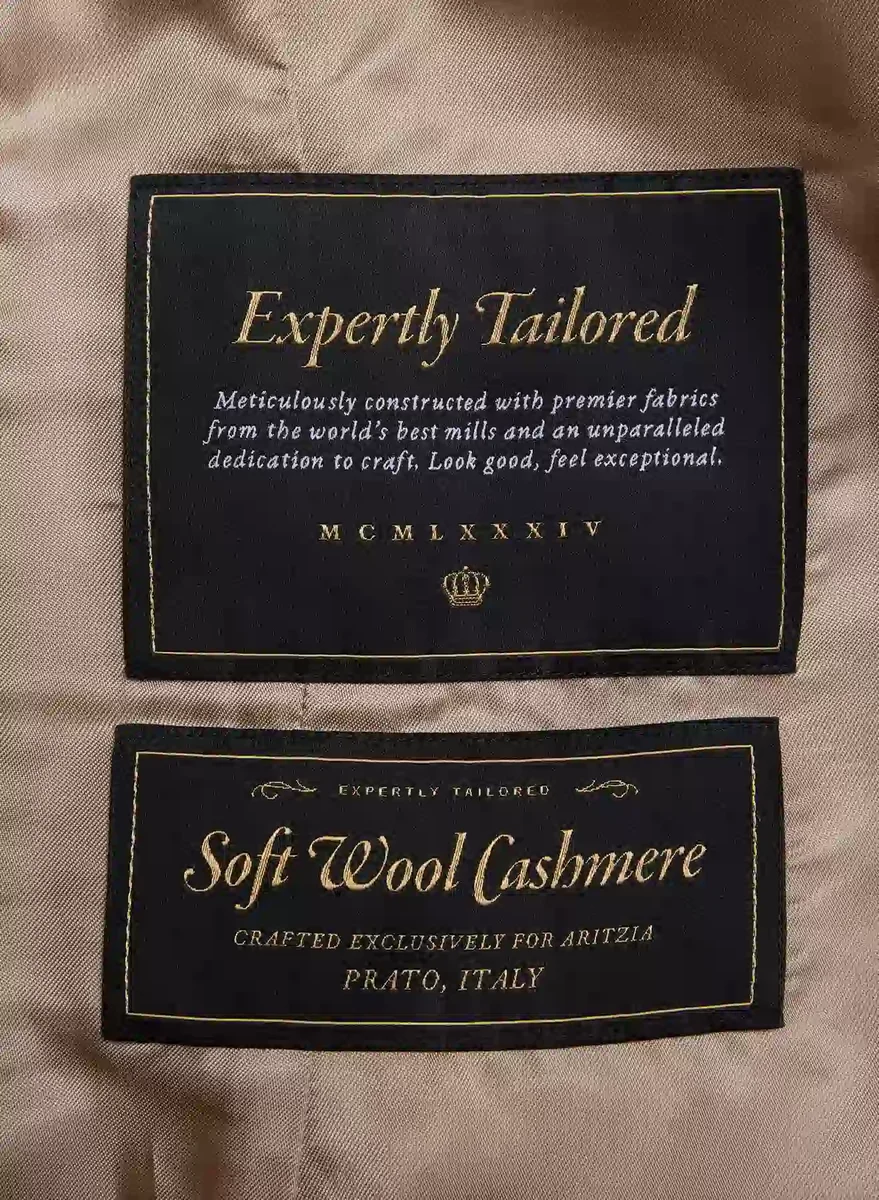 Expertly Tailored
Meticulously constructed with premier fabrics
from the world's best mills and an unparalleled
dedication to craft. Look good, feel exceptional.
MCMLXXXIV
EXPERTLY TAILORED
Soft Wool Cashmere
CRAFTED EXCLUSIVELY FOR ARITZIA
PRATO, ITALY